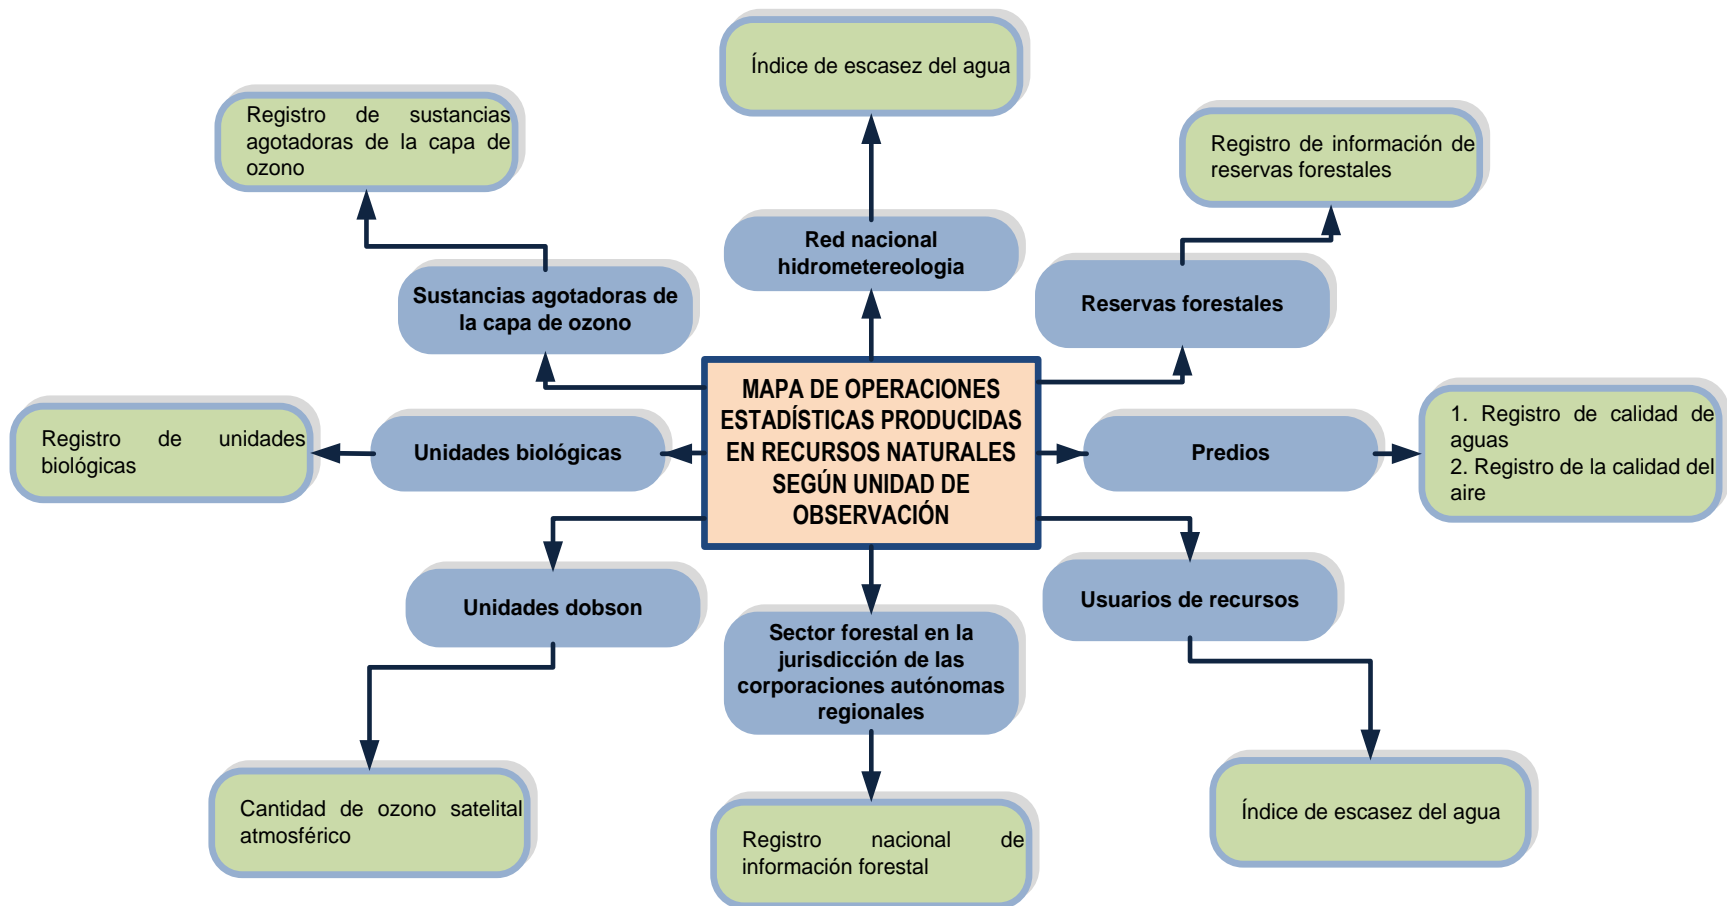 Índice de escasez del agua
Registro de sustancias
agotadoras de la capa de
ozono
Registro de información de
reservas forestales
Red nacional
hidrometereologia
Sustancias agotadoras de
la capa de ozono
Reservas forestales
MAPA DE OPERACIONES
ESTADÍSTICAS PRODUCIDAS
EN RECURSOS NATURALES
SEGÚN UNIDAD DE
OBSERVACIÓN
Registro de unidades
biológicas
Unidades biológicas
Predios
1. Registro de calidad de
aguas
2. Registro de la calidad del
aire
Unidades dobson
Sector forestal en la
jurisdicción de las
corporaciones autónomas
regionales
Usuarios de recursos
Cantidad de ozono satelital
atmosférico
Registro nacional de
información forestal
Índice de escasez del agua